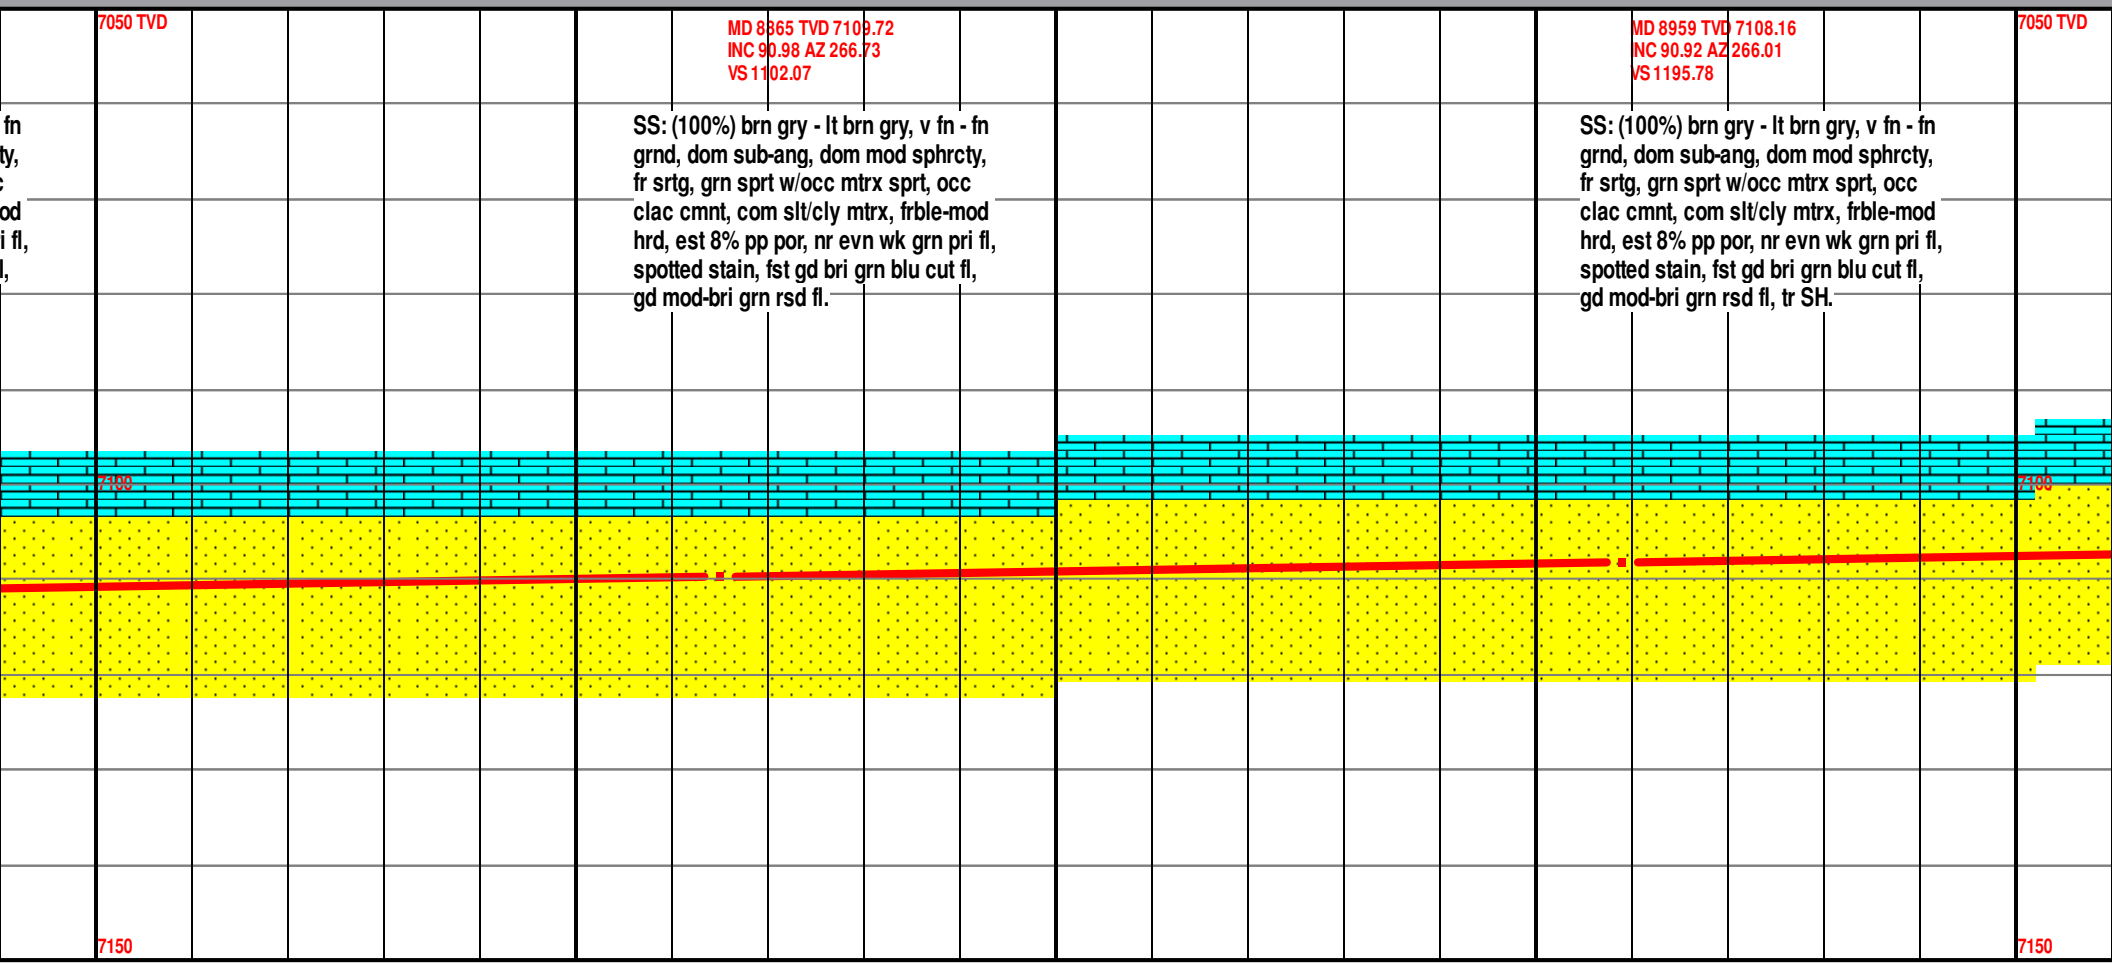 7050 TVD
MD 8865 TVD 7109.72
INC 90.98 AZ 266.73
VS 1102.07
MD 8959 TVD 7108.16
INC 90.92 AZ 266.01
VS 1195.78
7050 TVD
fn
ty,
od
i fl,
l,
SS: (100%) brn gry - lt brn gry, v fn - fn
grnd, dom sub-ang, dom mod sphrcty,
fr srtg, grn sprt w/occ mtrx sprt, occ
clac cmnt, com slt/cly mtrx, frble-mod
hrd, est 8% pp por, nr evn wk grn pri fl,
spotted stain, fst gd bri grn blu cut fl,
gd mod-bri grn rsd fl.
SS: (100%) brn gry - lt brn gry, v fn - fn
grnd, dom sub-ang, dom mod sphrcty,
fr srtg, grn sprt w/occ mtrx sprt, occ
clac cmnt, com slt/cly mtrx, frble-mod
hrd, est 8% pp por, nr evn wk grn pri fl,
spotted stain, fst gd bri grn blu cut fl,
gd mod-bri grn rsd fl, tr SH.
7100
7100
7150
7150